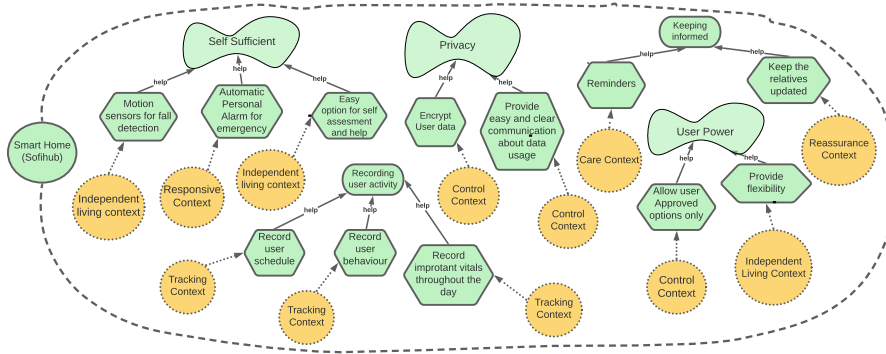 Self Sufficient
help
help
help
Motion
sensors for fall
detection
Automatic
Personal
Alarm for
emergency
Easy
option for self
assesment
and help
Independent
living context
Responsive
Context
Independent
living context
Smart Home
(Sofihub)
Privacy
help
help
Encrypt
User data
Provide
easy and clear
communication
about data
usage
Control
Context
Control
Context
Keeping
informed
help
help
Reminders
Keep the
relatives
updated
Care Context
Reassurance
Context
User Power
help
help
Allow user
Approved
options only
Provide
flexibility
Control
Context
Independent
Living Context
Recording
user activity
help
help
help
Record
user
schedule
Record
user
behaviour
Record
improtant vitals
throughout the
day
Tracking
Context
Tracking
Context
Tracking
Context